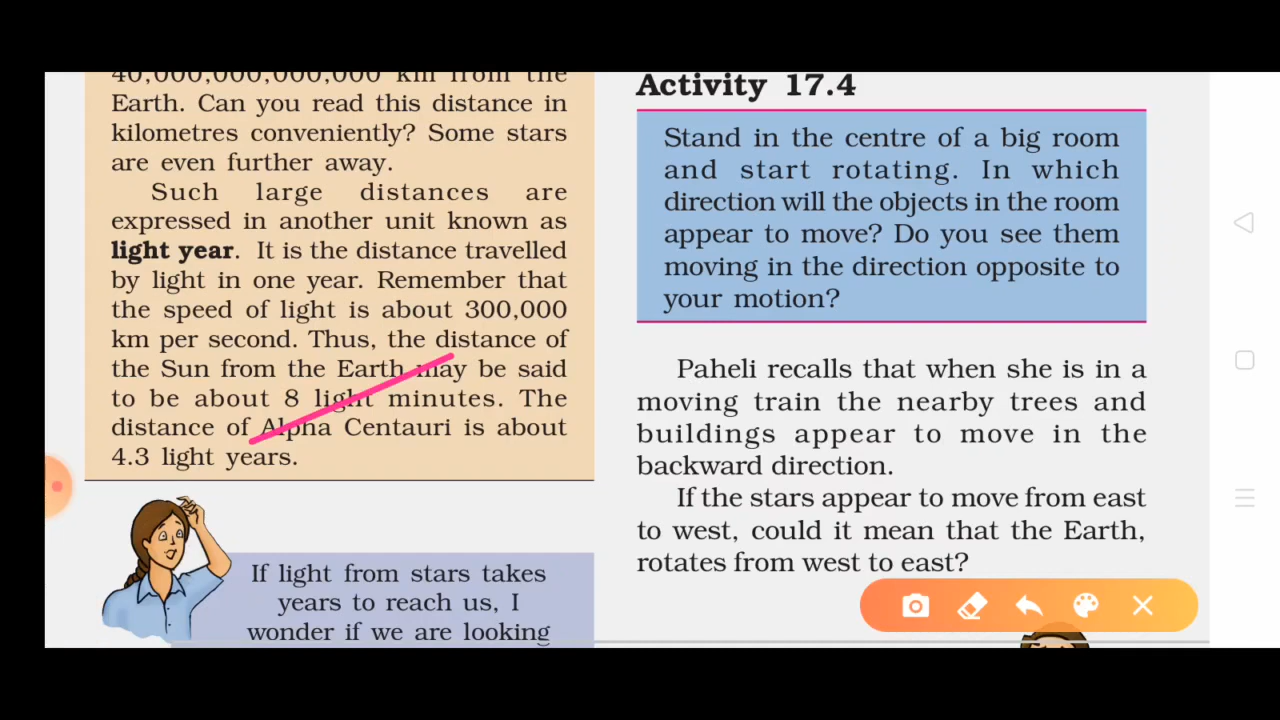 40,000,000,000,000 km from the
Earth. Can you read this distance in
kilometres conveniently? Some stars
are even further away.
Such large distances are
expressed in another unit known as
light year. It is the distance travelled
by light in one year. Remember that
the speed of light is about 300,000
km per second. Thus, the distance of
the Sun from the Earth may be said
to be about 8 light minutes. The
distance of Alpha Centauri is about
4.3 light years.
If light from stars takes
years to reach us, I
wonder if we are looking
Activity 17.4
Stand in the centre of a big room
and start rotating. In which
direction will the objects in the room
appear to move? Do you see them
moving in the direction opposite to
your motion?
Paheli recalls that when she is in a
moving train the nearby trees and
buildings appear to move in the
backward direction.
If the stars appear to move from east
to west, could it mean that the Earth,
rotates from west to east?